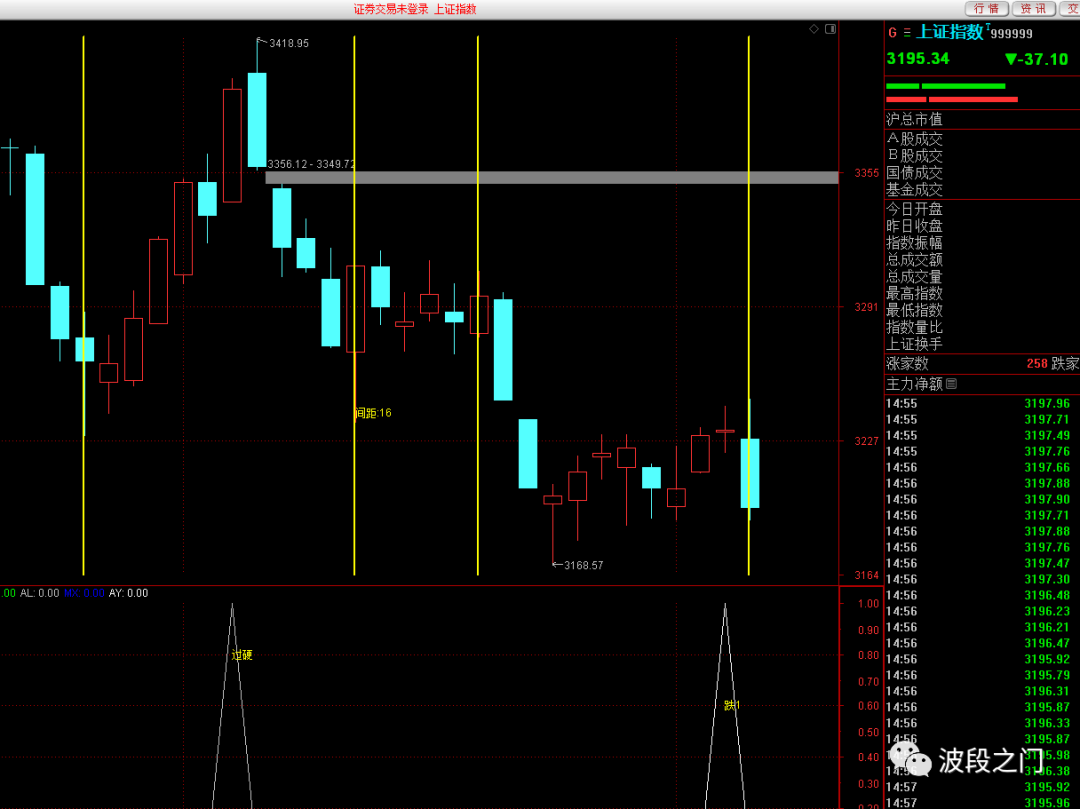 证券交易未登录 上证指数
行情
资讯
交
G 上证指数 T 999999
3195.34 ▼-37.10
沪总市值
A股成交
B股成交
国债成交
基金成交
今日开盘
昨日收盘
指数振幅
总成交额
总成交量
最高指数
最低指数
指数量比
上证换手
涨家数 258 跌家
主力净额
14:55 3197.96
14:55 3197.71
14:55 3197.49
14:55 3197.76
14:56 3197.66
14:56 3197.88
14:56 3197.90
14:56 3197.71
14:56 3197.88
14:56 3197.76
14:56 3197.47
14:56 3197.30
14:56 3196.48
14:56 3196.23
14:56 3196.21
14:56 3196.47
14:56 3195.92
14:56 3195.79
14:56 3196.31
14:56 3195.87
14:56 3196.33
14:56 3195.87
14:57 3195.92
14:57 3195.96
波段之门
3418.95
3356.12 - 3349.72
间距:16
3168.57
3355
3291
3227
3164
.00 AL: 0.00 MX: 0.00 AY: 0.00
过硬
跌1
1.00
0.90
0.80
0.70
0.60
0.50
0.40
0.30
0.20